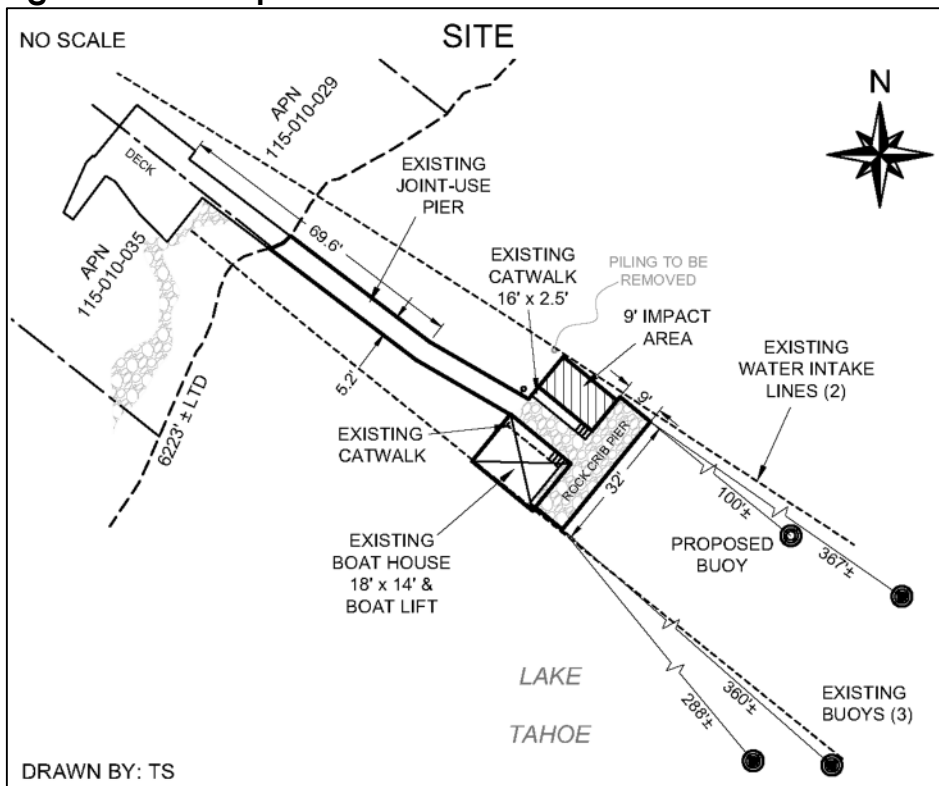 NO SCALE
SITE
N
APN
115-010-029
DECK
EXISTING
JOINT-USE
PIER
69.6'
APN
115-010-035
EXISTING
CATWALK
16' x 2.5'
PILING TO BE
REMOVED
9' IMPACT
AREA
EXISTING
WATER INTAKE
LINES (2)
9'
5.2'
6223' ± LTD
EXISTING
CATWALK
ROCK CRIB PIER
32'
100'±
367'±
PROPOSED
BUOY
EXISTING
BOAT HOUSE
18' x 14' &
BOAT LIFT
LAKE
TAHOE
288'±
360'±
EXISTING
BUOYS (3)
DRAWN BY: TS